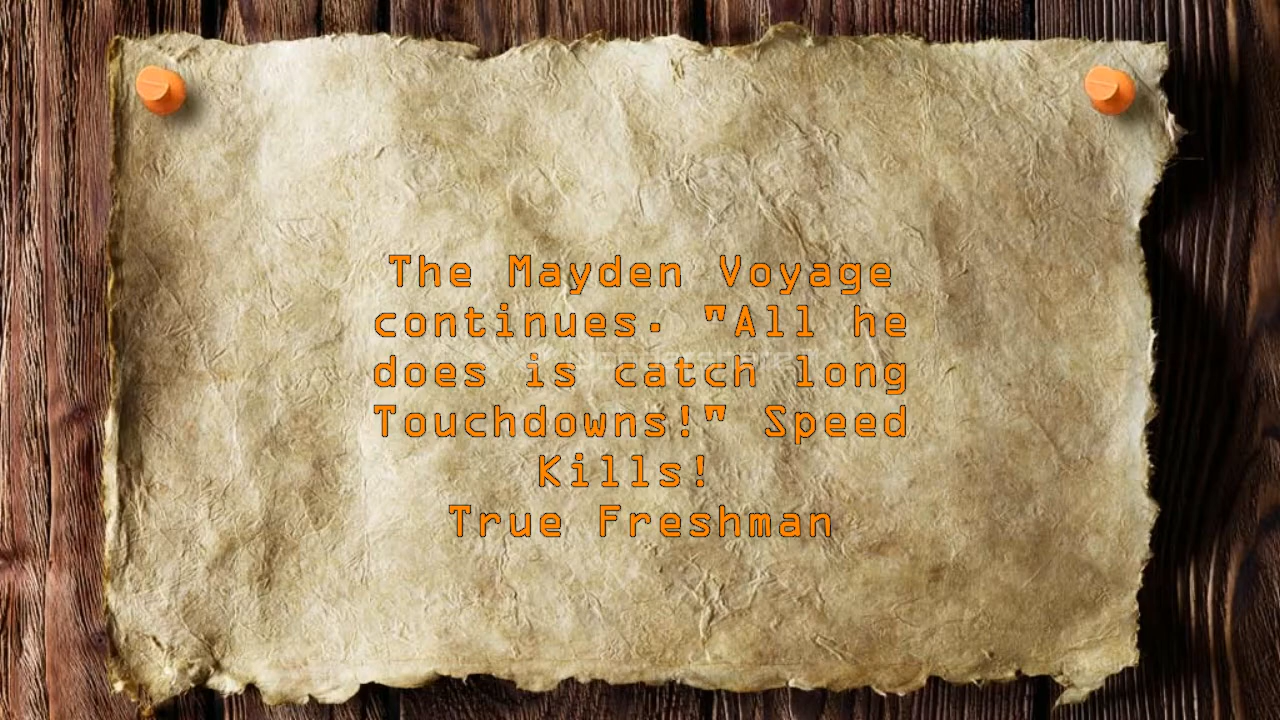 The Mayden Voyage
continues. "All he
does is catch long
Touchdowns!" Speed
Kills!
True Freshman